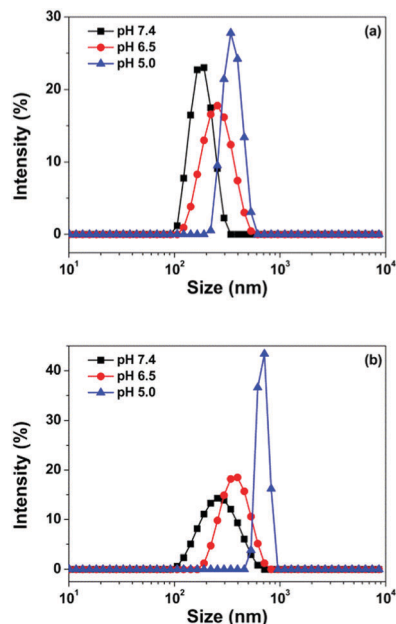 (a)
pH 7.4
pH 6.5
pH 5.0
Intensity (%)
30
20
10
0
10^1 10^2 10^3 10^4
Size (nm)
(b)
pH 7.4
pH 6.5
pH 5.0
Intensity (%)
40
30
20
10
0
10^1 10^2 10^3 10^4
Size (nm)